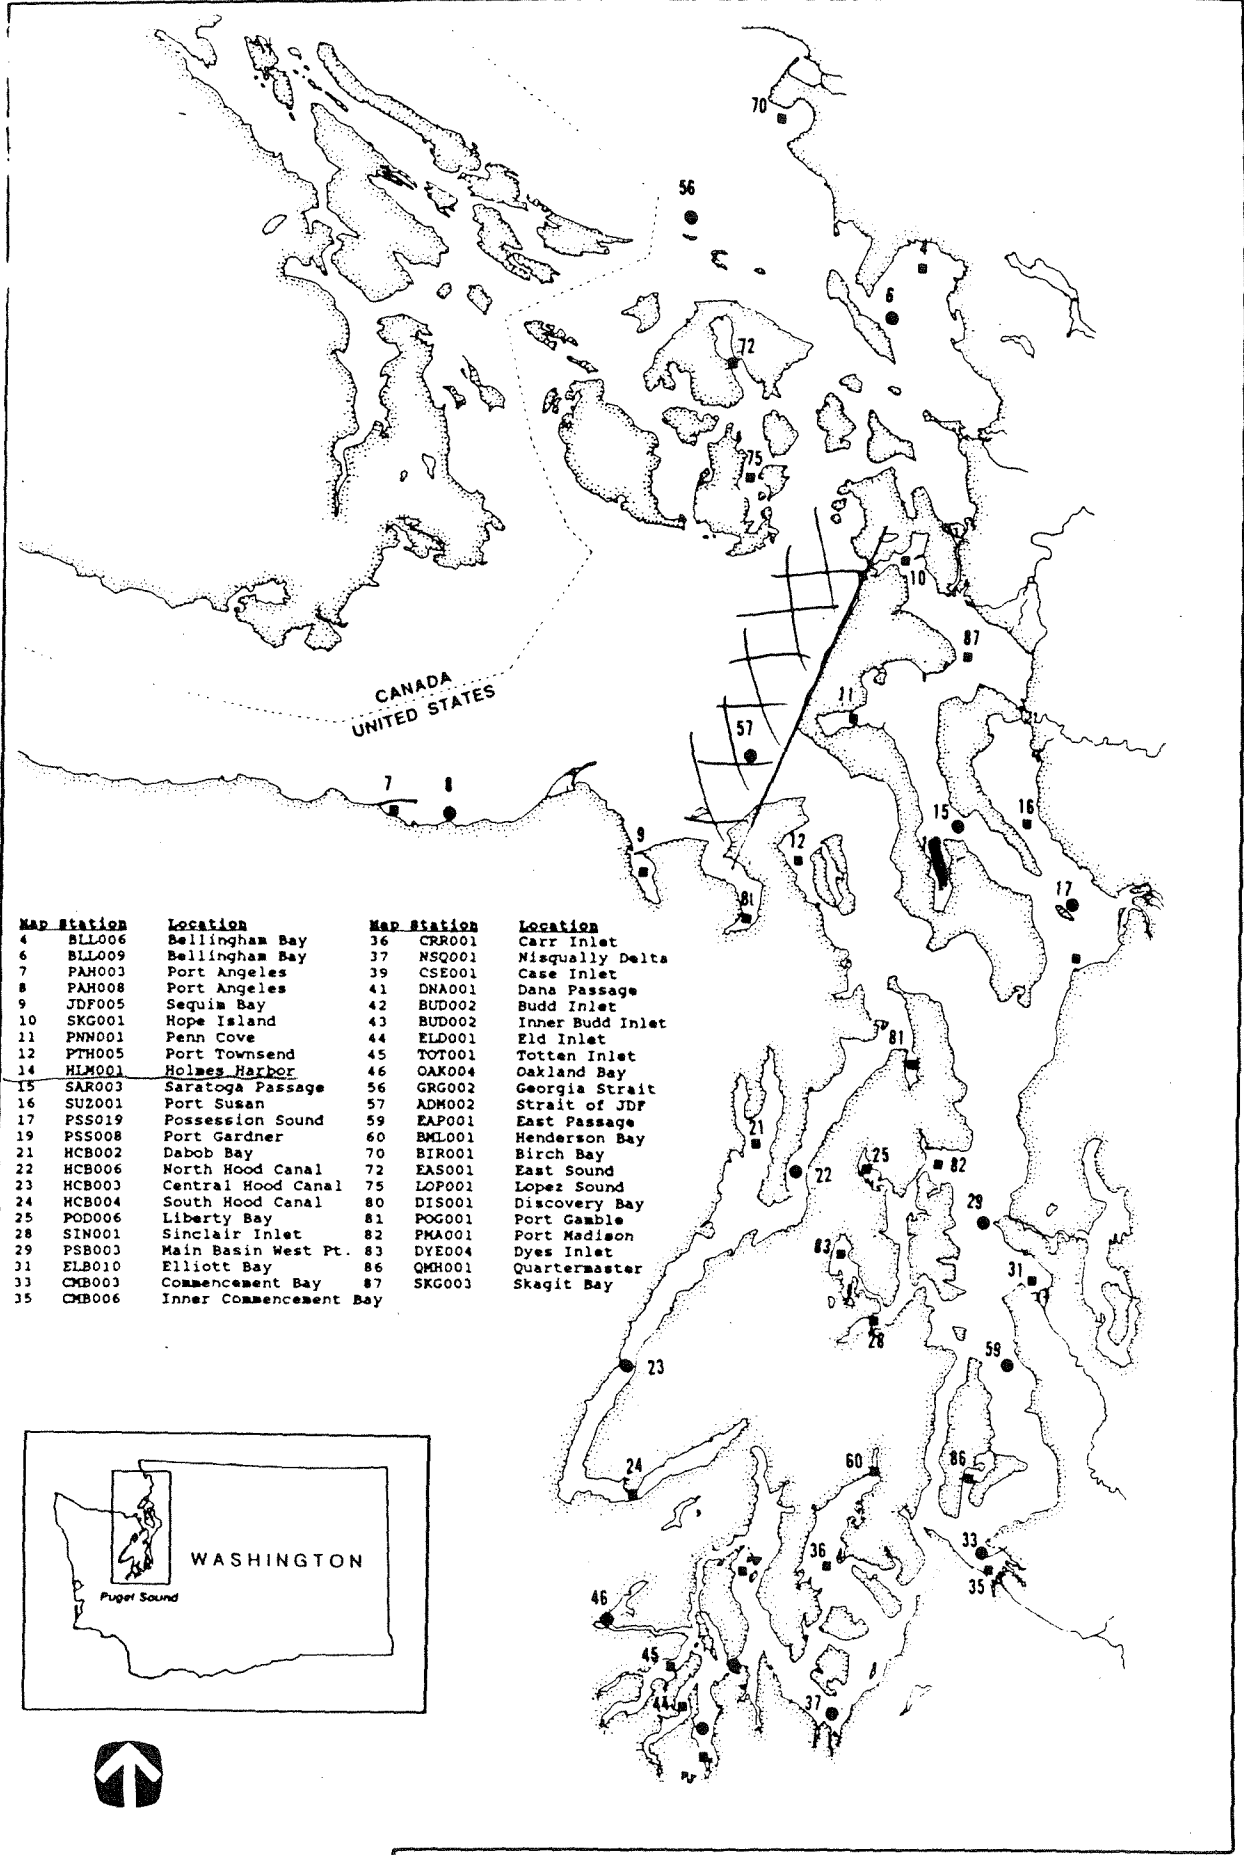 70
56
4
6
72
75
10
87
CANADA
UNITED STATES
11
57
7
8
15
16
9
12
1
17
81
Map Station Location Map Station Location
4 BLL006 Bellingham Bay 36 CRR001 Carr Inlet
6 BLL009 Bellingham Bay 37 NSQ001 Nisqually Delta
7 PAH003 Port Angeles 39 CSE001 Case Inlet
8 PAH008 Port Angeles 41 DNA001 Dana Passage
9 JDF005 Sequim Bay 42 BUD002 Budd Inlet
10 SKG001 Hope Island 43 BUD002 Inner Budd Inlet
11 PNN001 Penn Cove 44 ELD001 Eld Inlet
12 PTH005 Port Townsend 45 TOT001 Totten Inlet
14 HLM001 Holmes Harbor 46 OAK004 Oakland Bay
15 SAR003 Saratoga Passage 56 GRG002 Georgia Strait
16 SUZ001 Port Susan 57 ADM002 Strait of JDF
17 PSS019 Possession Sound 59 EAP001 East Passage
19 PSS008 Port Gardner 60 BML001 Henderson Bay
21 HCB002 Dabob Bay 70 BIR001 Birch Bay
22 HCB006 North Hood Canal 72 EAS001 East Sound
23 HCB003 Central Hood Canal 75 LOP001 Lopez Sound
24 HCB004 South Hood Canal 80 DIS001 Discovery Bay
25 POD006 Liberty Bay 81 POG001 Port Gamble
28 SIN001 Sinclair Inlet 82 PMA001 Port Madison
29 PSB003 Main Basin West Pt. 83 DYE004 Dyes Inlet
31 ELB010 Elliott Bay 86 QMH001 Quartermaster
33 CMB003 Commencement Bay 87 SKG003 Skagit Bay
35 CMB006 Inner Commencement Bay
81
21
22
25
82
29
83
31
28
23
59
24
60
86
36
33
35
46
45
44
37
WASHINGTON
Puget Sound